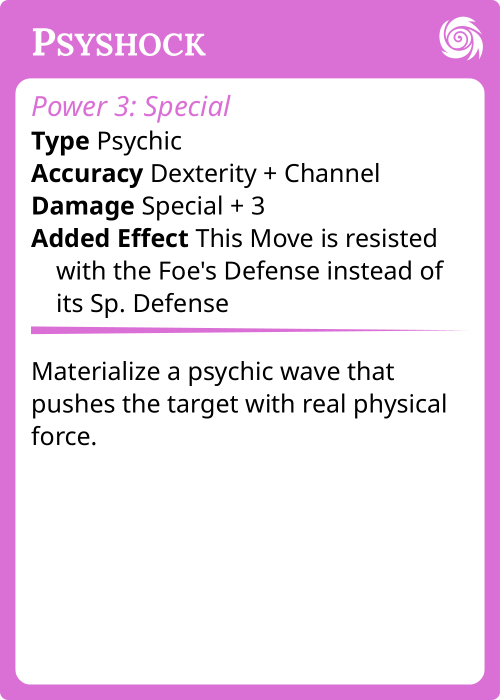 Psyshock
Power 3: Special
Type Psychic
Accuracy Dexterity + Channel
Damage Special + 3
Added Effect This Move is resisted
with the Foe's Defense instead of
its Sp. Defense
Materialize a psychic wave that
pushes the target with real physical
force.